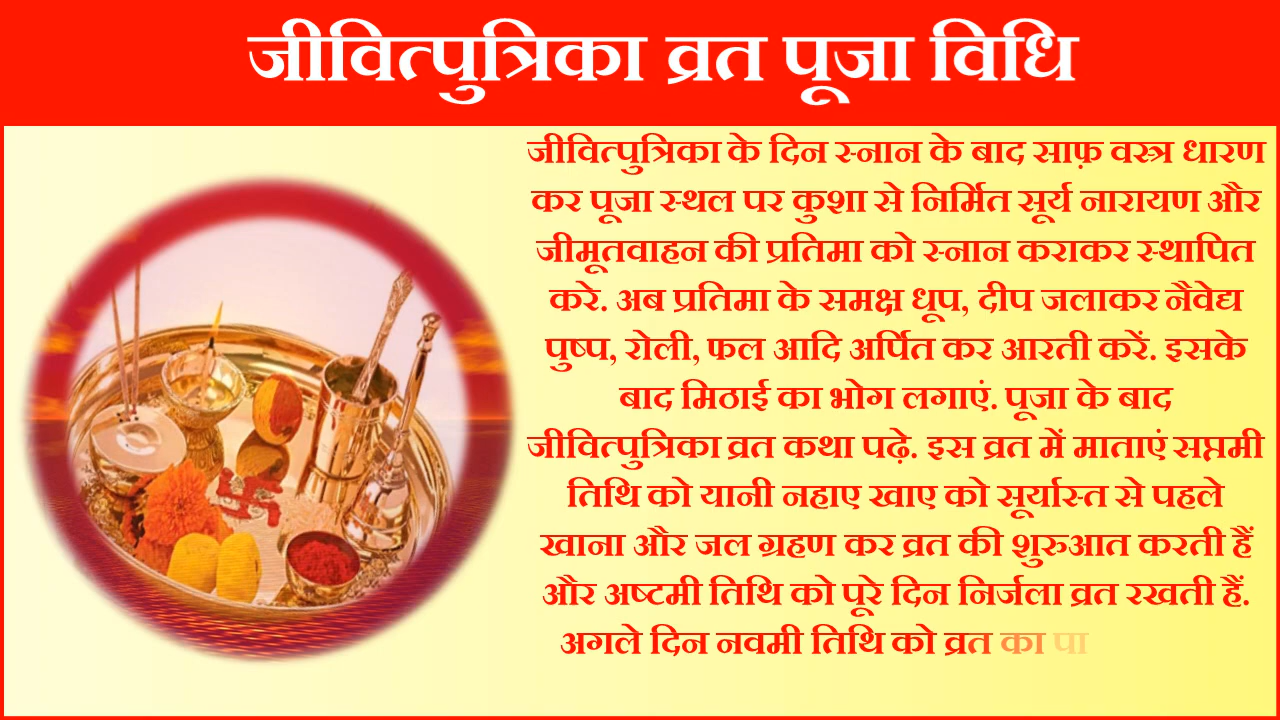 जीवित्पुत्रिका व्रत पूजा विधि
जीवित्पुत्रिका के दिन स्नान के बाद साफ़ वस्त्र धारण
कर पूजा स्थल पर कुशा से निर्मित सूर्य नारायण और
जीमूतवाहन की प्रतिमा को स्नान कराकर स्थापित
करे. अब प्रतिमा के समक्ष धूप, दीप जलाकर नैवेद्य
पुष्प, रोली, फल आदि अर्पित कर आरती करें. इसके
बाद मिठाई का भोग लगाएं. पूजा के बाद
जीवित्पुत्रिका व्रत कथा पढ़े. इस व्रत में माताएं सप्तमी
तिथि को यानी नहाए खाए को सूर्यास्त से पहले
खाना और जल ग्रहण कर व्रत की शुरुआत करती हैं
और अष्टमी तिथि को पूरे दिन निर्जला व्रत रखती हैं.
अगले दिन नवमी तिथि को व्रत का पा